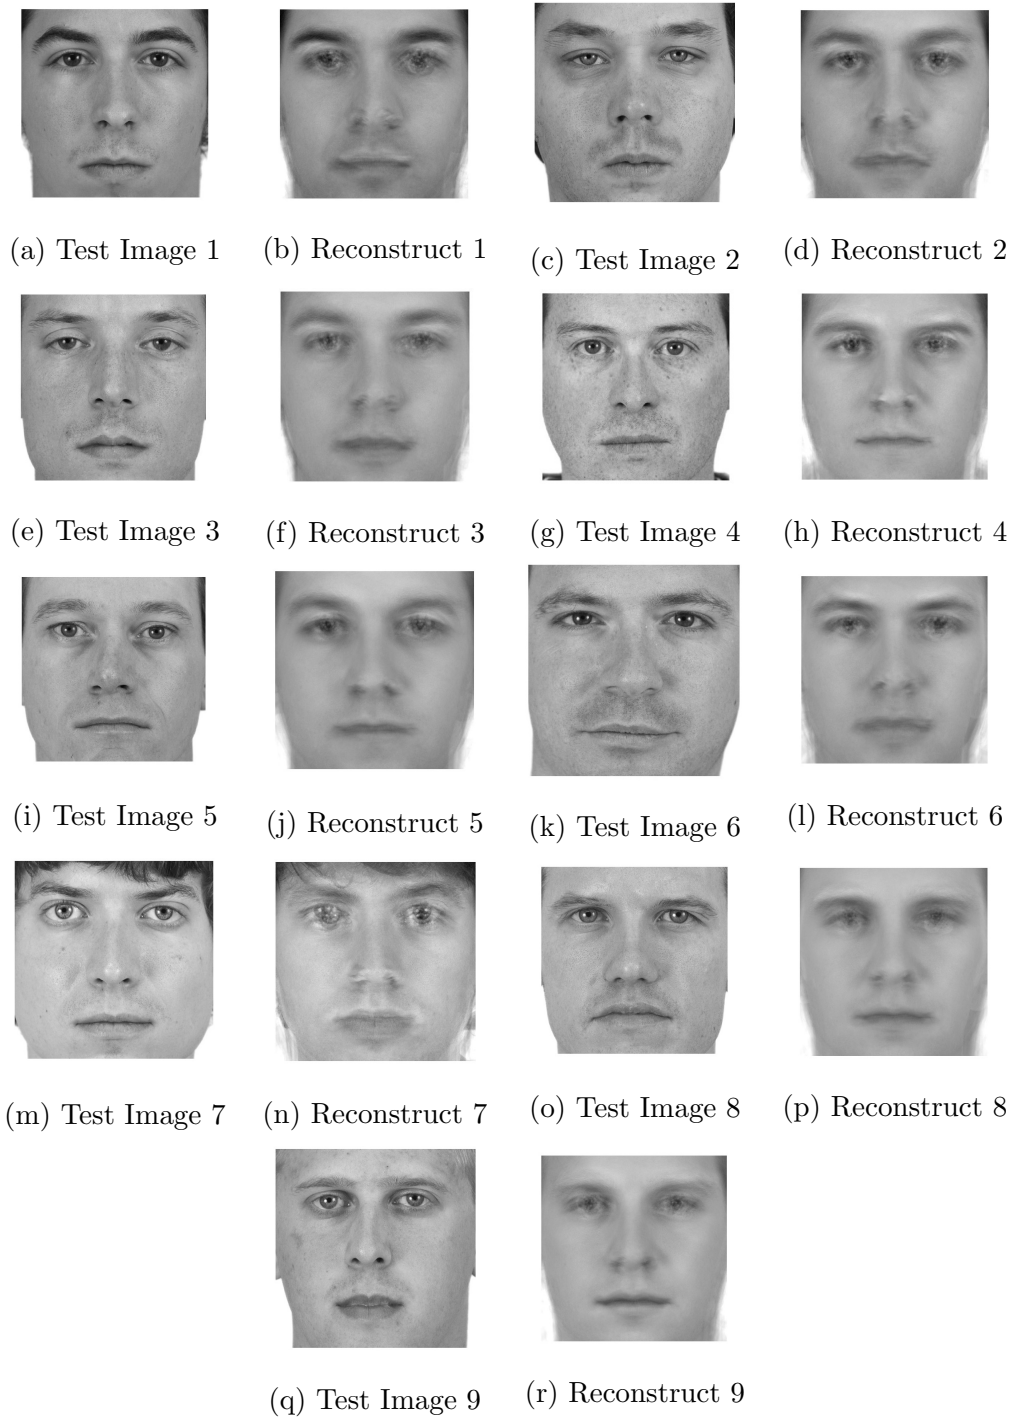 (a) Test Image 1
(b) Reconstruct 1
(c) Test Image 2
(d) Reconstruct 2
(e) Test Image 3
(f) Reconstruct 3
(g) Test Image 4
(h) Reconstruct 4
(i) Test Image 5
(j) Reconstruct 5
(k) Test Image 6
(l) Reconstruct 6
(m) Test Image 7
(n) Reconstruct 7
(o) Test Image 8
(p) Reconstruct 8
(q) Test Image 9
(r) Reconstruct 9